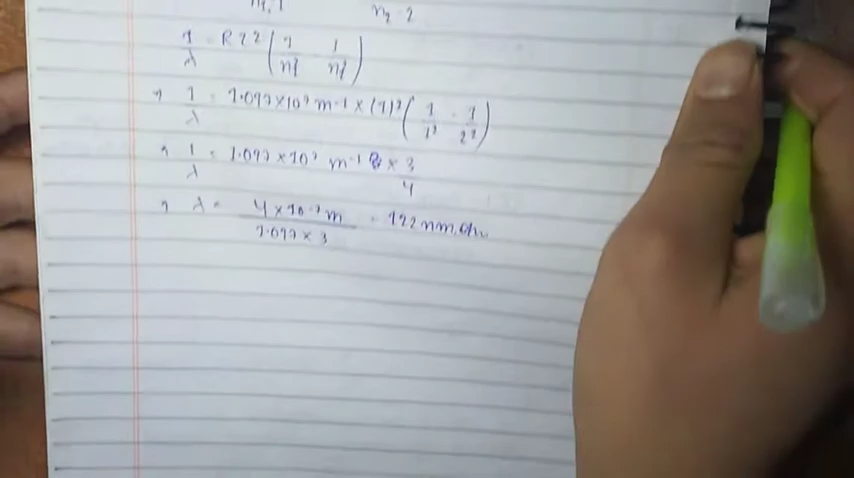 n₁ = 1 n₂ = 2
1/λ = RZ² (1/n₁² - 1/n₂²)
⇒ 1/λ = 1.097 × 10⁷ m⁻¹ × (1)² (1/1² - 1/2²)
⇒ 1/λ = 1.097 × 10⁷ m⁻¹ × 3/4
⇒ λ = 4 × 10⁻⁷ m / 1.097 × 3 = 122 nm.